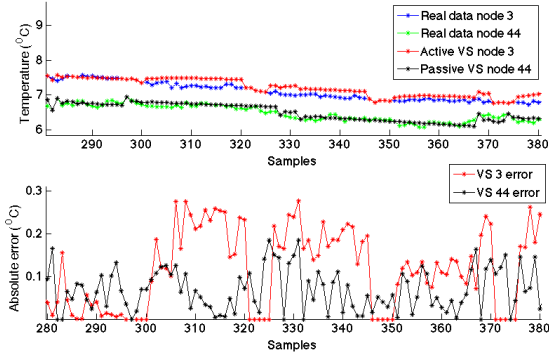 Temperature (°C)
9
8
7
6
Real data node 3
Real data node 44
Active VS node 3
Passive VS node 44
290 300 310 320 330 340 350 360 370 380
Samples
Absolute error (°C)
0.3
0.2
0.1
VS 3 error
VS 44 error
280 290 300 310 320 330 340 350 360 370 380
Samples